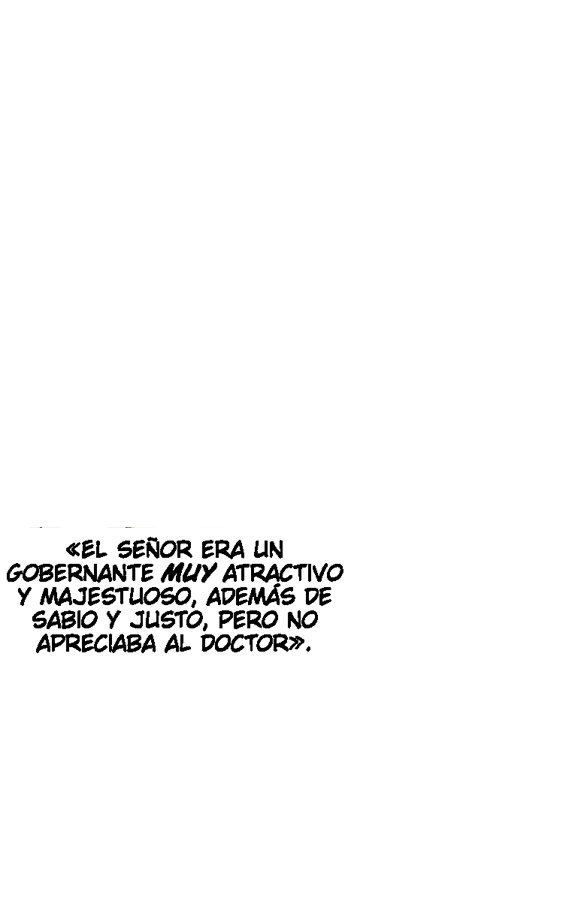 «EL SEÑOR ERA UN
GOBERNANTE MUY ATRACTIVO
Y MAJESTUOSO, ADEMÁS DE
SABIO Y JUSTO, PERO NO
APRECIABA AL DOCTOR».